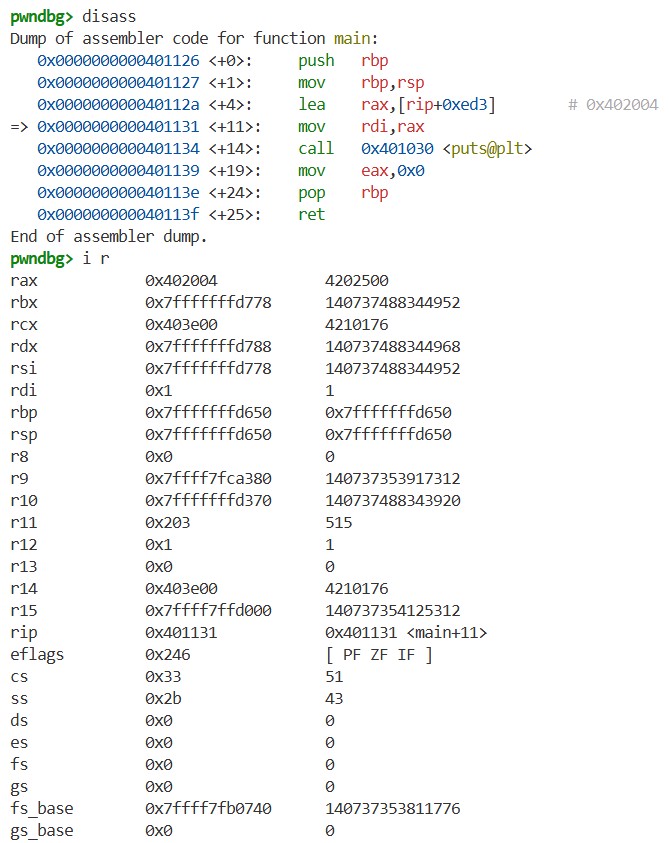 pwndbg> disass
Dump of assembler code for function main:
   0x0000000000401126 <+0>:     push   rbp
   0x0000000000401127 <+1>:     mov    rbp,rsp
   0x000000000040112a <+4>:     lea    rax,[rip+0xed3]        # 0x402004
=> 0x0000000000401131 <+11>:    mov    rdi,rax
   0x0000000000401134 <+14>:    call   0x401030 <puts@plt>
   0x0000000000401139 <+19>:    mov    eax,0x0
   0x000000000040113e <+24>:    pop    rbp
   0x000000000040113f <+25>:    ret
End of assembler dump.
pwndbg> i r
rax            0x402004            4202500
rbx            0x7fffffffd778      140737488344952
rcx            0x403e00            4210176
rdx            0x7fffffffd788      140737488344968
rsi            0x7fffffffd778      140737488344952
rdi            0x1                 1
rbp            0x7fffffffd650      0x7fffffffd650
rsp            0x7fffffffd650      0x7fffffffd650
r8             0x0                 0
r9             0x7ffff7fca380      140737353917312
r10            0x7fffffffd370      140737488343920
r11            0x203               515
r12            0x1                 1
r13            0x0                 0
r14            0x403e00            4210176
r15            0x7ffff7ffd000      140737354125312
rip            0x401131            0x401131 <main+11>
eflags         0x246               [ PF ZF IF ]
cs             0x33                51
ss             0x2b                43
ds             0x0                 0
es             0x0                 0
fs             0x0                 0
gs             0x0                 0
fs_base        0x7ffff7fb0740      140737353811776
gs_base        0x0                 0